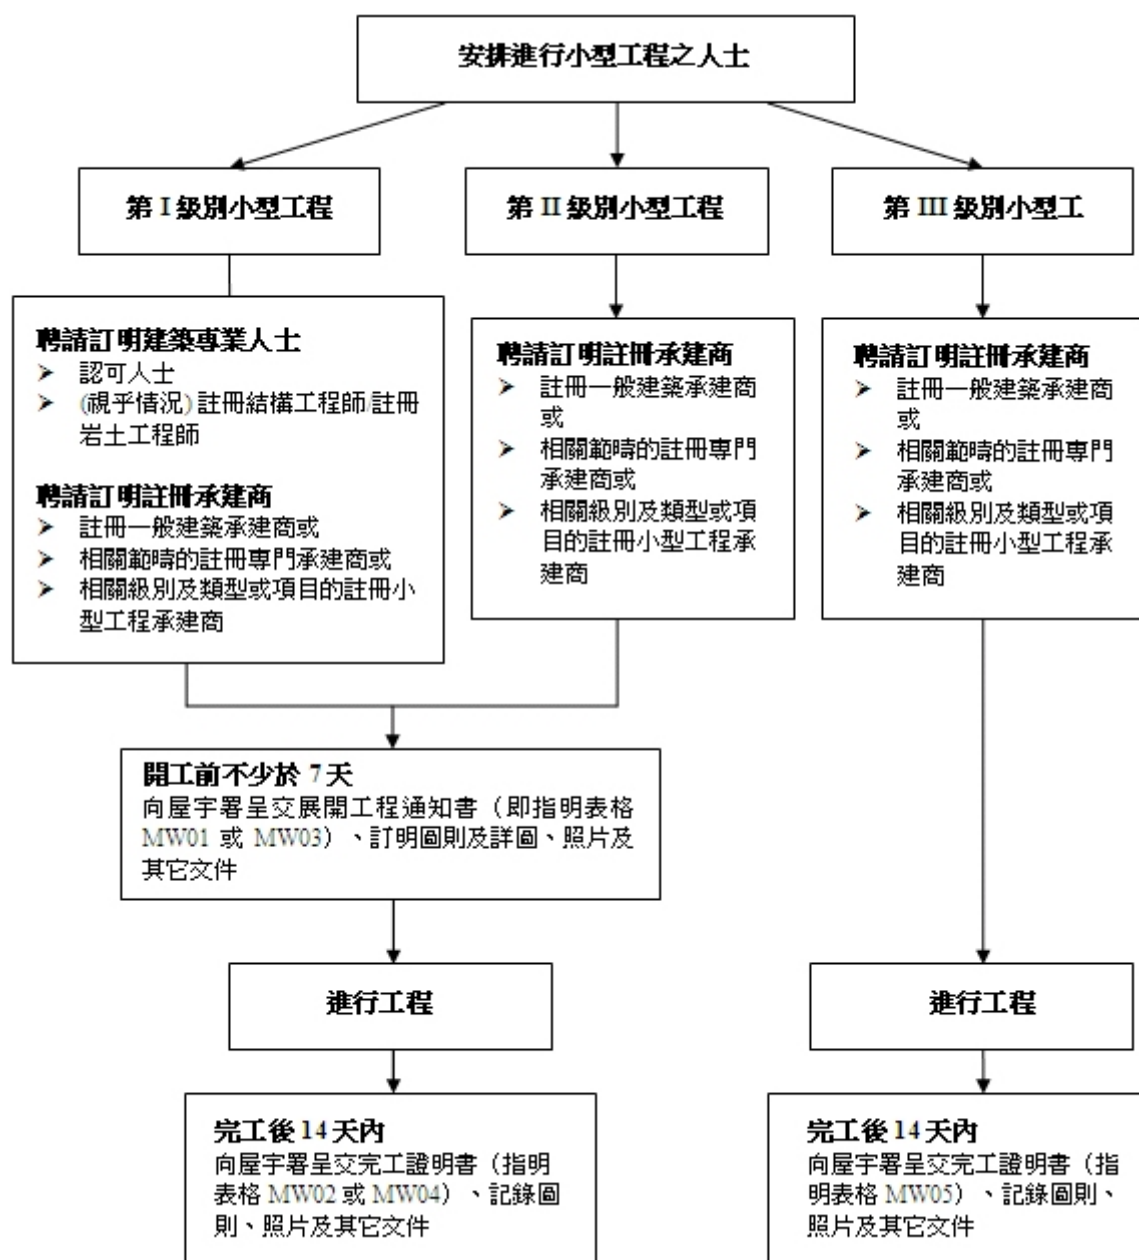 安排進行小型工程之人士
第 I 級別小型工程
第 II 級別小型工程
第 III 級別小型工
聘請訂明建築專業人士
➤ 認可人士
➤ (視乎情況) 註冊結構工程師/註冊
岩土工程師
聘請訂明註冊承建商
➤ 註冊一般建築承建商或
➤ 相關範疇的註冊專門承建商或
➤ 相關級別及類型或項目的註冊小
型工程承建商
聘請訂明註冊承建商
➤ 註冊一般建築承建商
或
➤ 相關範疇的註冊專門
承建商或
➤ 相關級別及類型或項
目的註冊小型工程承
建商
聘請訂明註冊承建商
➤ 註冊一般建築承建商
或
➤ 相關範疇的註冊專門
承建商或
➤ 相關級別及類型或項
目的註冊小型工程承
建商
開工前不少於 7 天
向屋宇署呈交展開工程通知書（即指明表格
MW01 或 MW03）、訂明圖則及詳圖、照片及
其它文件
進行工程
進行工程
完工後 14 天內
向屋宇署呈交完工證明書（指明
表格 MW02 或 MW04）、記錄圖
則、照片及其它文件
完工後 14 天內
向屋宇署呈交完工證明書（指
明表格 MW05）、記錄圖則、
照片及其它文件